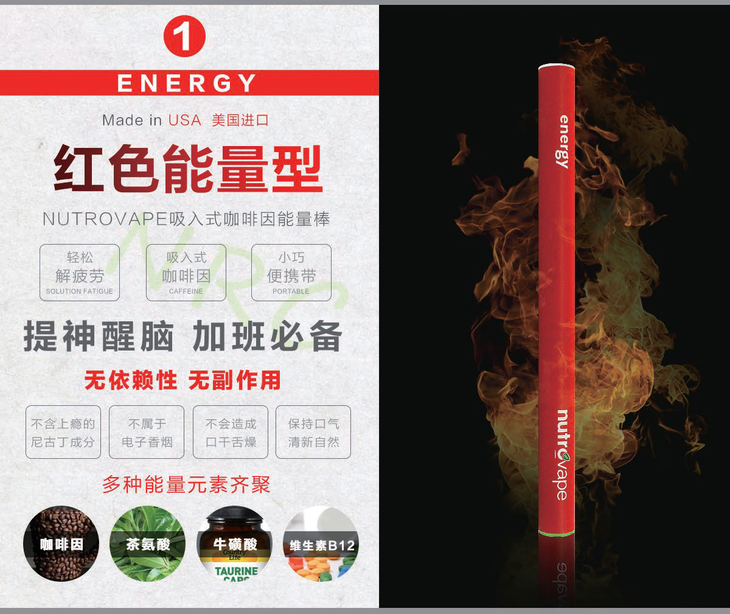 1
ENERGY
Made in USA 美国进口
红色能量型
NUTROVAPE吸入式咖啡因能量棒
轻松
解疲劳
SOLUTION FATIGUE
吸入式
咖啡因
CAFFEINE
小巧
便携带
PORTABLE
NRC
提神醒脑 加班必备
无依赖性 无副作用
不含上瘾的
尼古丁成分
不属于
电子香烟
不会造成
口干舌燥
保持口气
清新自然
多种能量元素齐聚
咖啡因
茶氨酸
牛磺酸
TAURINE
CAPS
维生素B12
energy
nutrovape